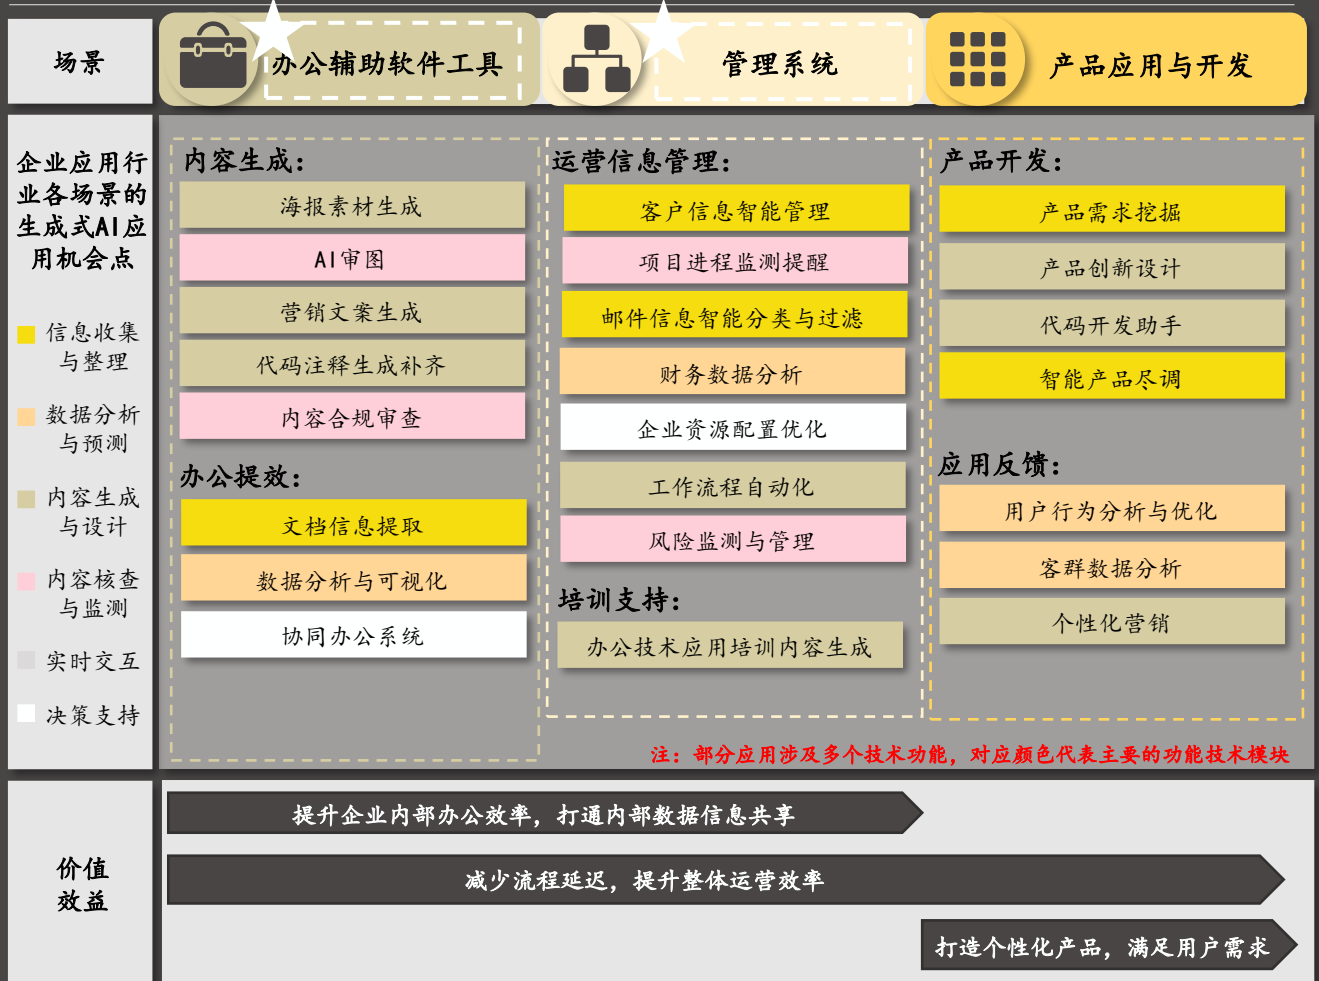 场景
办公辅助软件工具
管理系统
产品应用与开发
企业应用行
业各场景的
生成式AI应
用机会点
信息收集
与整理
数据分析
与预测
内容生成
与设计
内容核查
与监测
实时交互
决策支持
内容生成：
海报素材生成
AI审图
营销文案生成
代码注释生成补齐
内容合规审查
办公提效：
文档信息提取
数据分析与可视化
协同办公系统
运营信息管理：
客户信息智能管理
项目进程监测提醒
邮件信息智能分类与过滤
财务数据分析
企业资源配置优化
工作流程自动化
风险监测与管理
培训支持：
办公技术应用培训内容生成
产品开发：
产品需求挖掘
产品创新设计
代码开发助手
智能产品尽调
应用反馈：
用户行为分析与优化
客群数据分析
个性化营销
注：部分应用涉及多个技术功能，对应颜色代表主要的功能技术模块
价值
效益
提升企业内部办公效率，打通内部数据信息共享
减少流程延迟，提升整体运营效率
打造个性化产品，满足用户需求